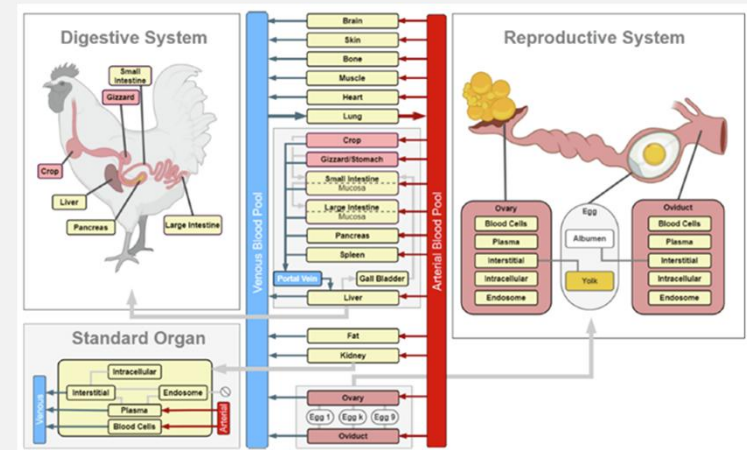 Digestive System
Small
Intestine
Gizzard
Crop
Liver
Pancreas
Large Intestine
Standard Organ
Intracellular
Interstitial
Endosome
Plasma
Blood Cells
Venous
Arterial
Venous Blood Pool
Brain
Skin
Bone
Muscle
Heart
Lung
Crop
Gizzard/Stomach
Small Intestine
Mucosa
Large Intestine
Mucosa
Pancreas
Spleen
Portal Vein
Gall Bladder
Liver
Fat
Kidney
Ovary
Egg 1
Egg k
Egg 9
Oviduct
Arterial Blood Pool
Reproductive System
Ovary
Blood Cells
Plasma
Interstitial
Intracellular
Endosome
Egg
Albumen
Yolk
Oviduct
Blood Cells
Plasma
Interstitial
Intracellular
Endosome